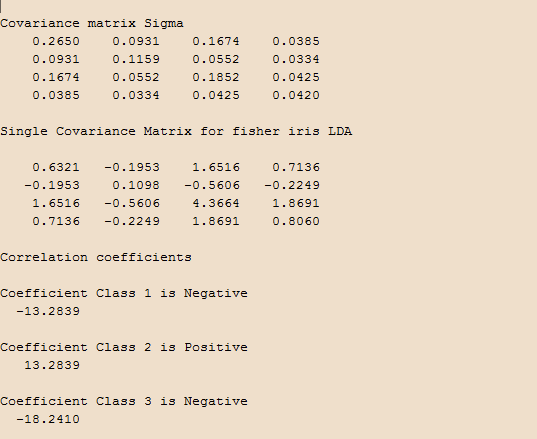 Covariance matrix Sigma
0.2650 0.0931 0.1674 0.0385
0.0931 0.1159 0.0552 0.0334
0.1674 0.0552 0.1852 0.0425
0.0385 0.0334 0.0425 0.0420
Single Covariance Matrix for fisher iris LDA
0.6321 -0.1953 1.6516 0.7136
-0.1953 0.1098 -0.5606 -0.2249
1.6516 -0.5606 4.3664 1.8691
0.7136 -0.2249 1.8691 0.8060
Correlation coefficients
Coefficient Class 1 is Negative
-13.2839
Coefficient Class 2 is Positive
13.2839
Coefficient Class 3 is Negative
-18.2410